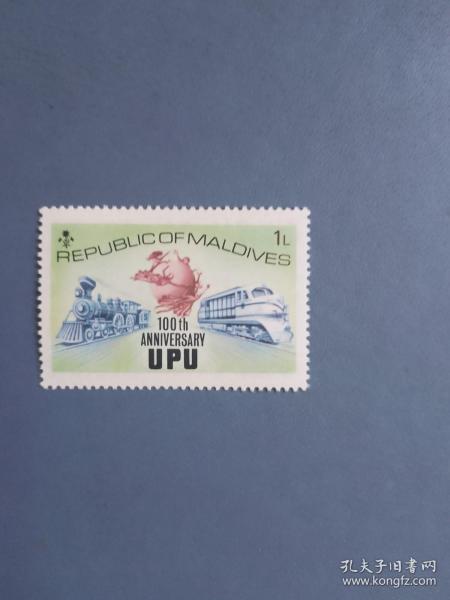 REPUBLIC OF MALDIVES
1L
100th
ANNIVERSARY
UPU
孔夫子旧书网
www.kongfz.com